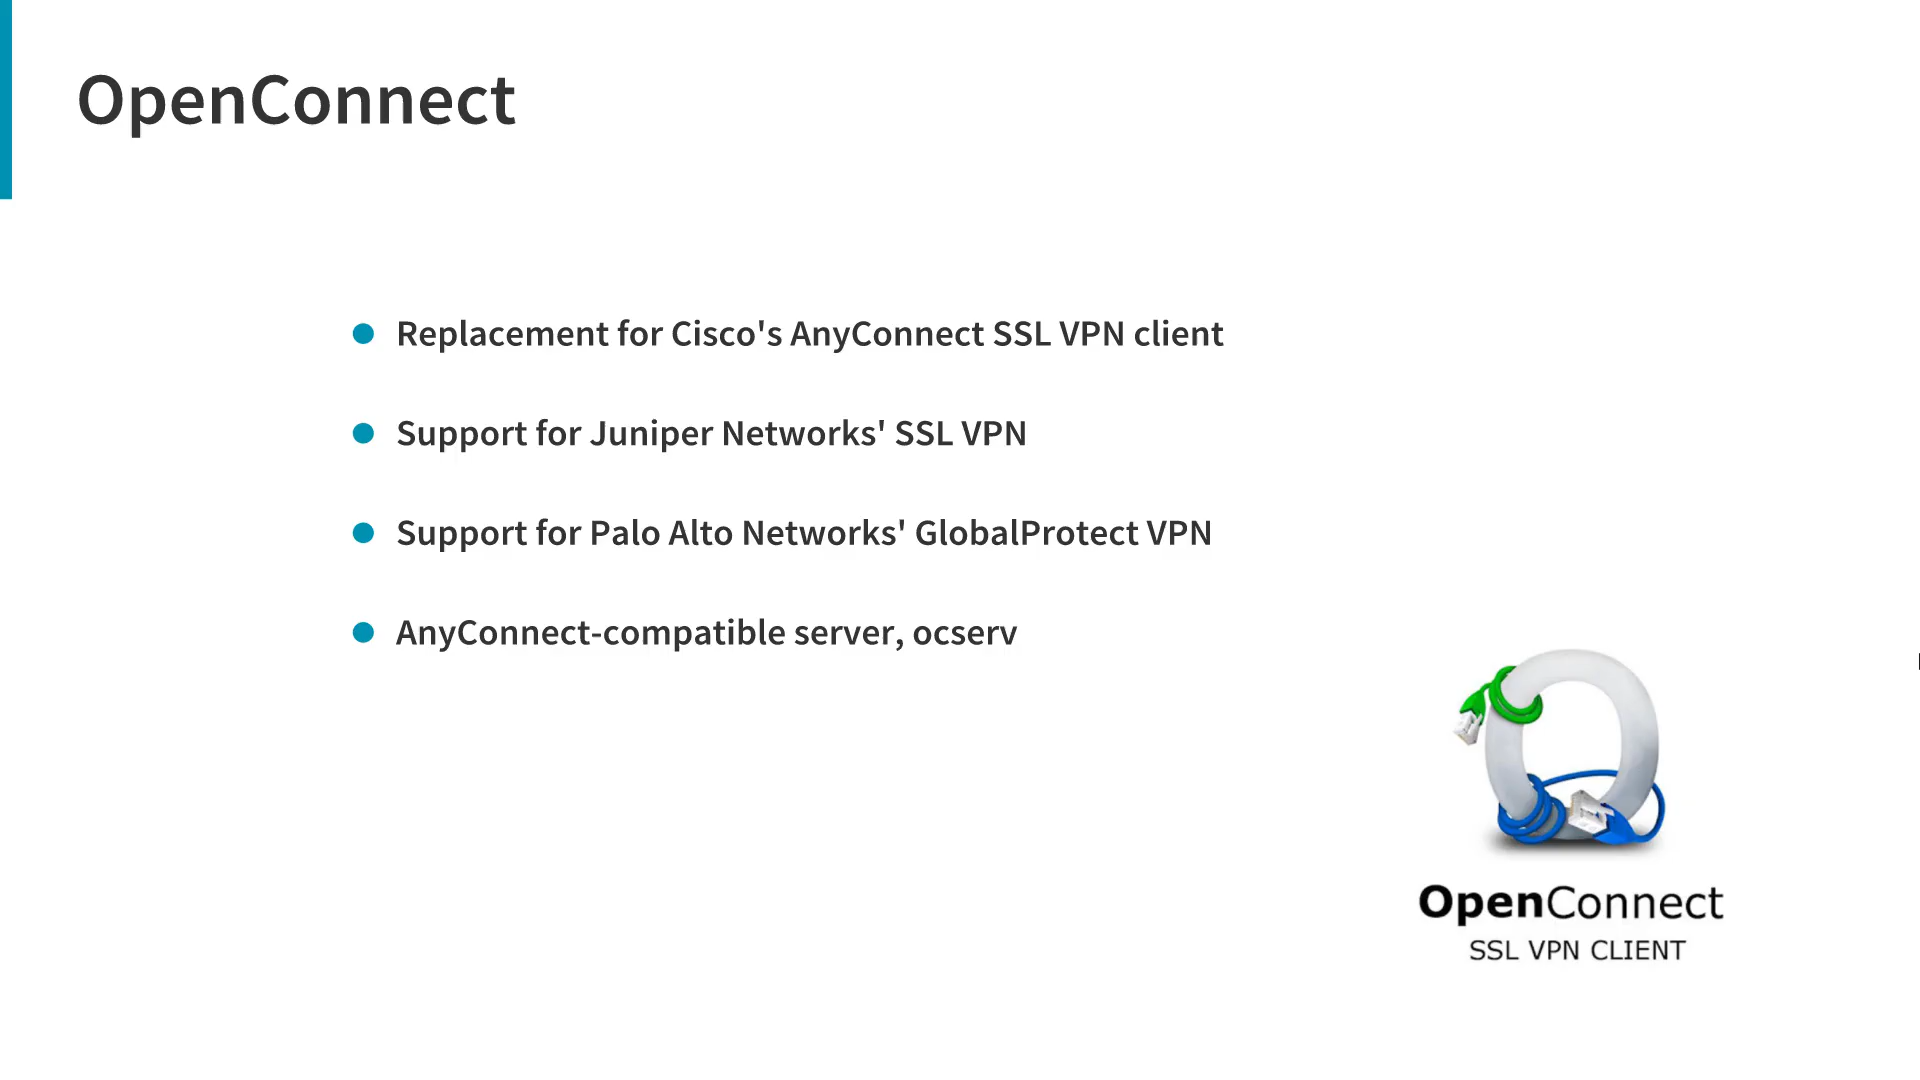 OpenConnect
Replacement for Cisco's AnyConnect SSL VPN client
Support for Juniper Networks' SSL VPN
Support for Palo Alto Networks' GlobalProtect VPN
AnyConnect-compatible server, ocserv
OpenConnect
SSL VPN CLIENT